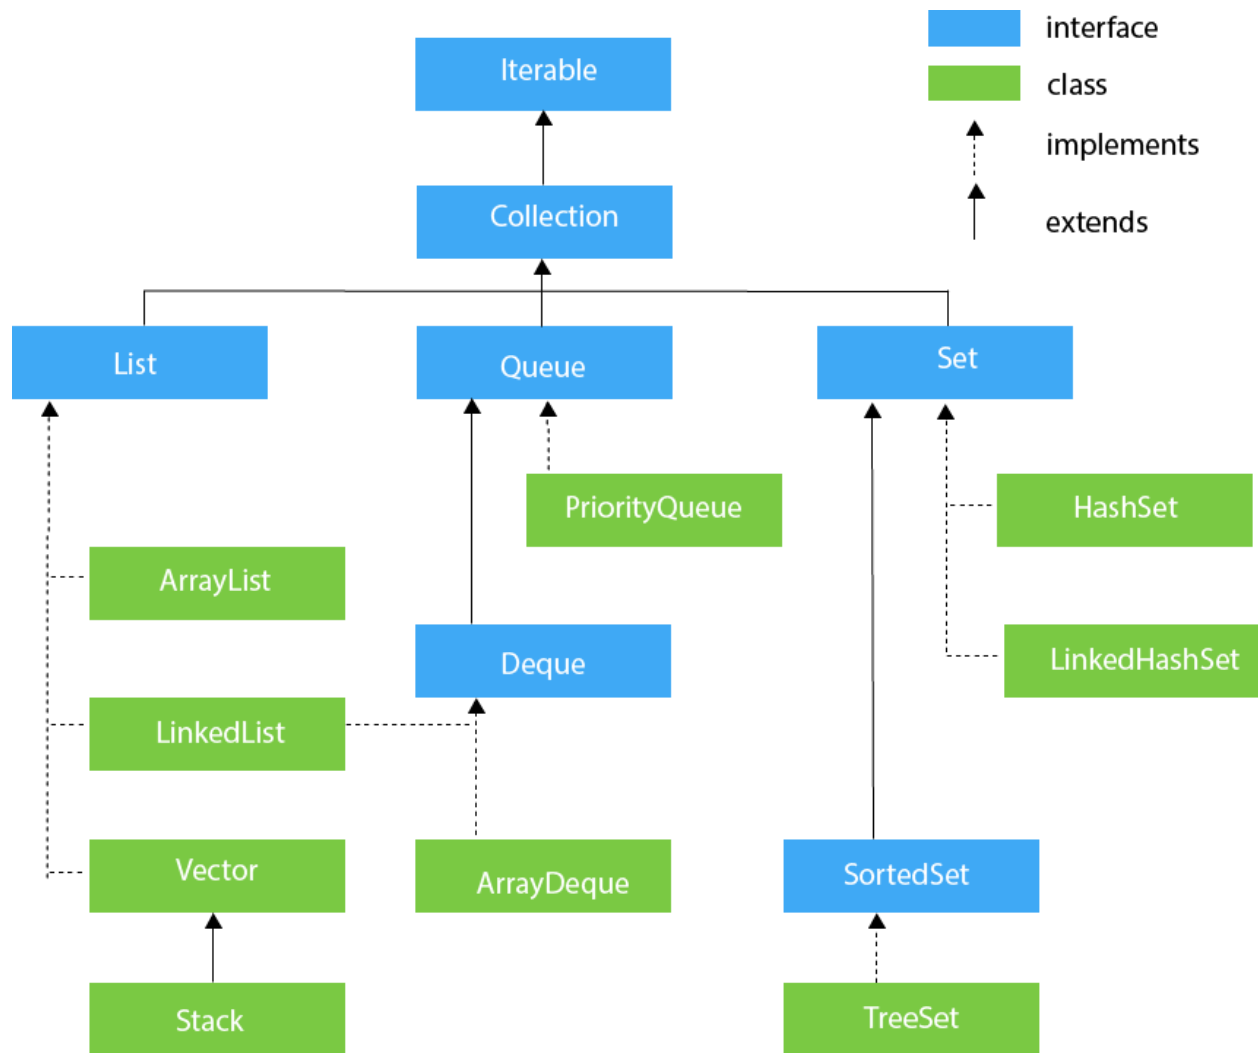 Iterable
interface
class
implements
extends
Collection
List
Queue
Set
PriorityQueue
HashSet
ArrayList
Deque
LinkedHashSet
LinkedList
Vector
ArrayDeque
SortedSet
Stack
TreeSet